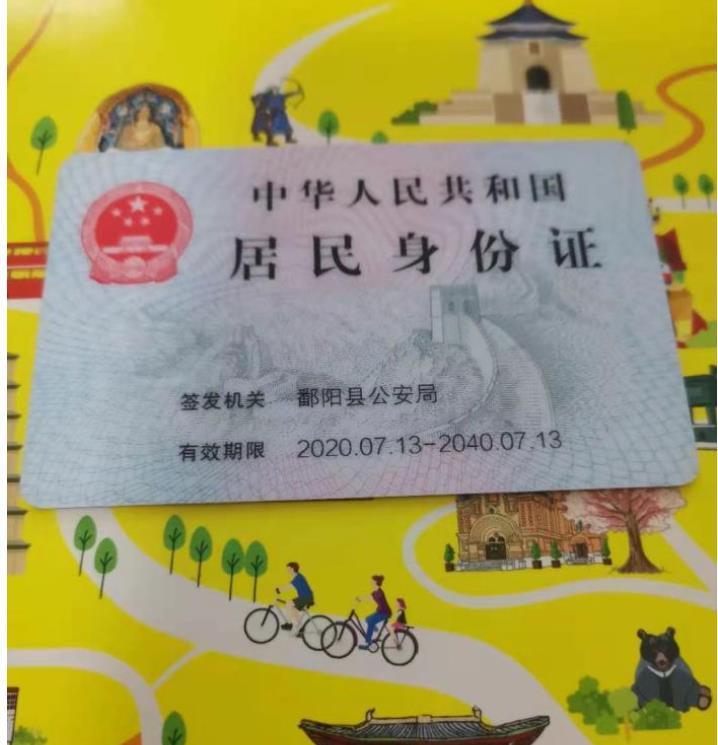 中华人民共和国
居民身份证
签发机关 鄱阳县公安局
有效期限 2020.07.13-2040.07.13